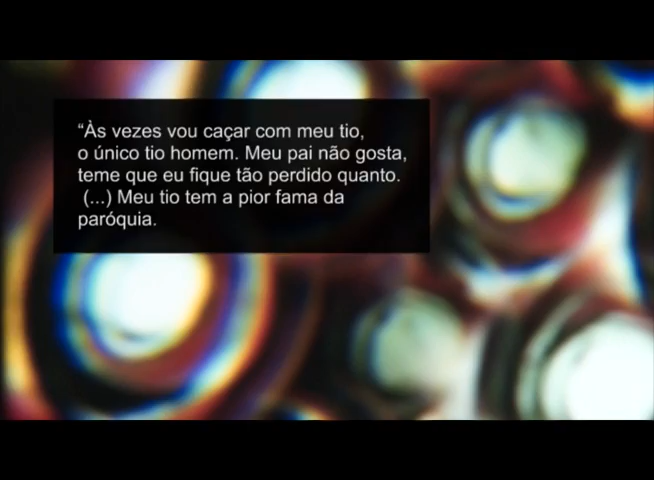 “Às vezes vou caçar com meu tio,
o único tio homem. Meu pai não gosta,
teme que eu fique tão perdido quanto.
(...) Meu tio tem a pior fama da
paróquia.